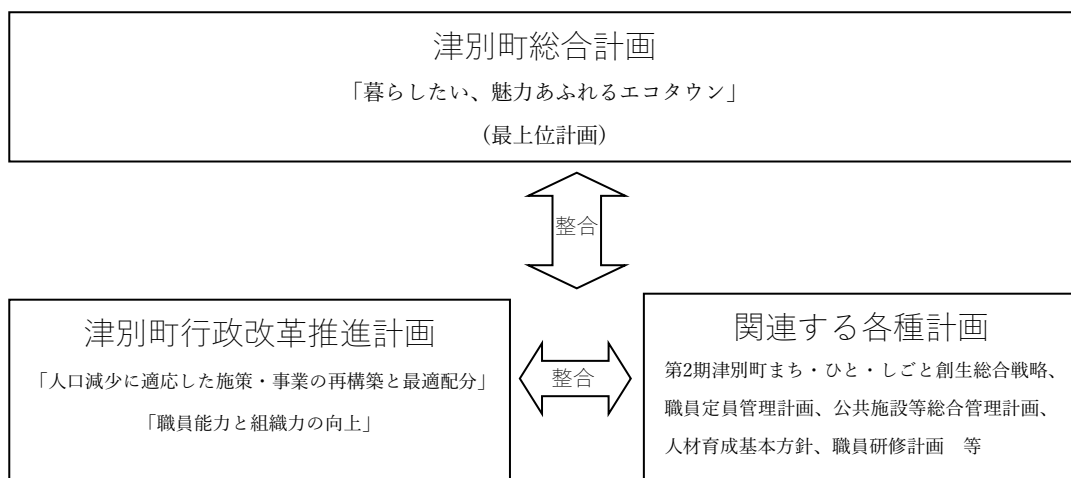 津別町総合計画
「暮らしたい、魅力あふれるエコタウン」
（最上位計画）
整合
津別町行政改革推進計画
「人口減少に適応した施策・事業の再構築と最適配分」
「職員能力と組織力の向上」
整合
関連する各種計画
第2期津別町まち・ひと・しごと創生総合戦略、
職員定員管理計画、公共施設等総合管理計画、
人材育成基本方針、職員研修計画　等